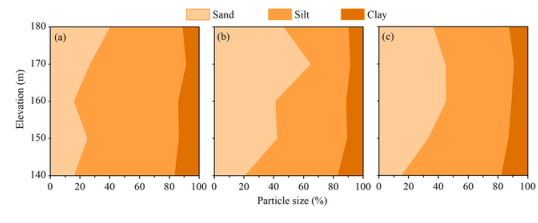 Sand Silt Clay
180 (a) (b) (c)
170
160
150
140
Elevation (m)
0 20 40 60 80 100 0 20 40 60 80 100 0 20 40 60 80 100
Particle size (%)